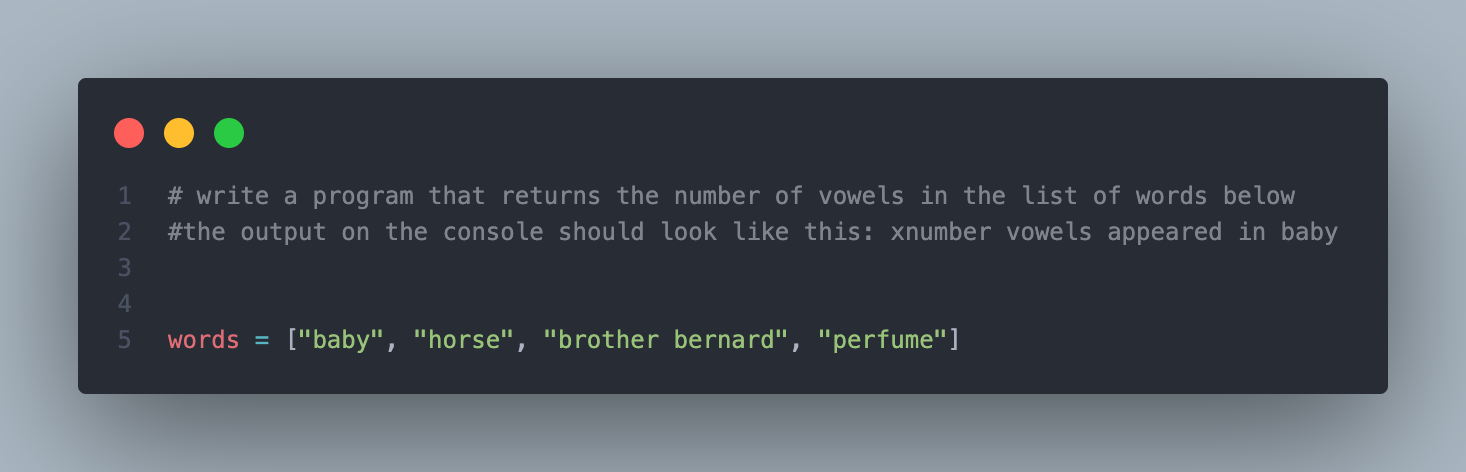 1 # write a program that returns the number of vowels in the list of words below
2 #the output on the console should look like this: xnumber vowels appeared in baby
3
4
5 words = ["baby", "horse", "brother bernard", "perfume"]